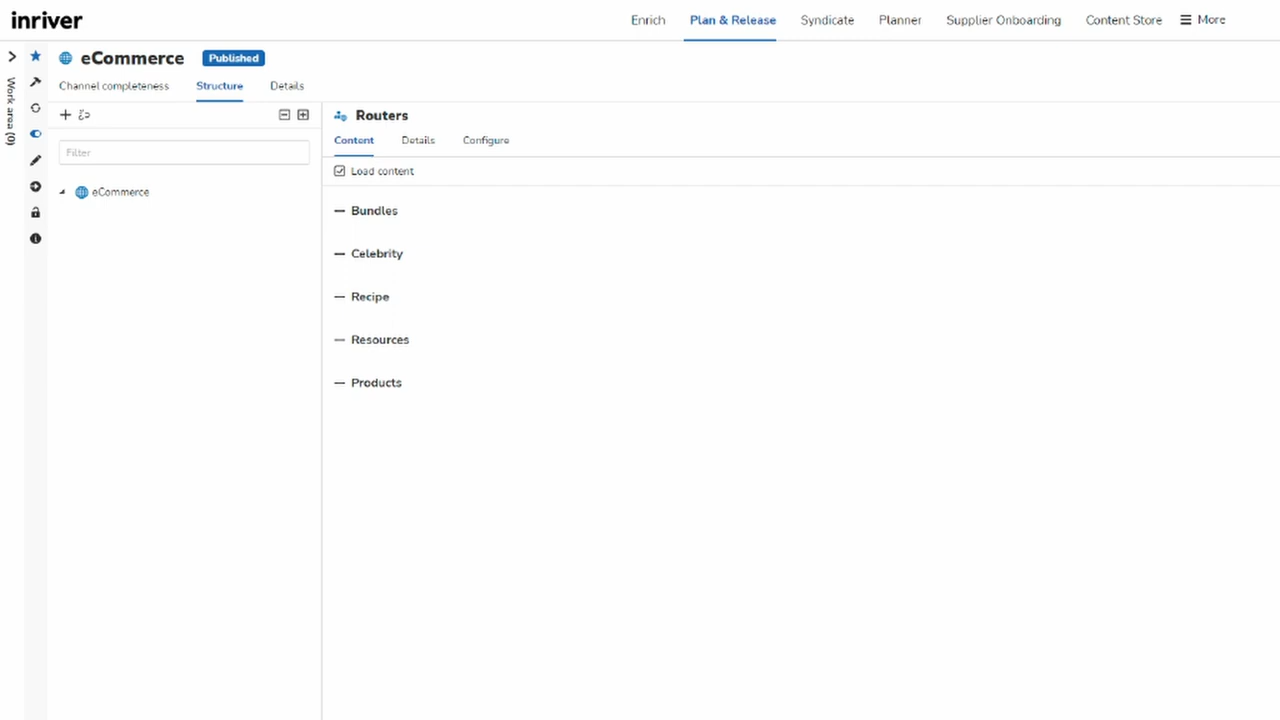 inriver
Enrich
Plan & Release
Syndicate
Planner
Supplier Onboarding
Content Store
More
Work area (0)
eCommerce
Published
Channel completeness
Structure
Details
Filter
eCommerce
Routers
Content
Details
Configure
Load content
Bundles
Celebrity
Recipe
Resources
Products